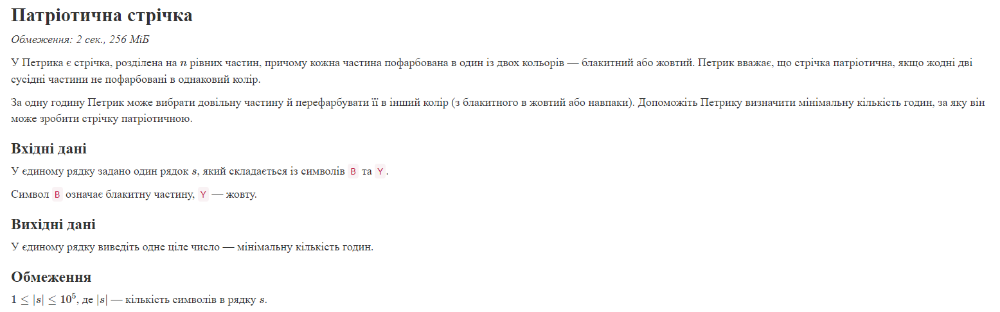 Патріотична стрічка
Обмеження: 2 сек., 256 МіБ
У Петрика є стрічка, розділена на n рівних частин, причому кожна частина пофарбована в один із двох кольорів — блакитний або жовтий. Петрик вважає, що стрічка патріотична, якщо жодні дві
сусідні частини не пофарбовані в однаковий колір.
За одну годину Петрик може вибрати довільну частину й перефарбувати її в інший колір (з блакитного в жовтий або навпаки). Допоможіть Петрику визначити мінімальну кількість годин, за яку він
може зробити стрічку патріотичною.
Вхідні дані
У єдиному рядку задано один рядок s, який складається із символів B та Y.
Символ B означає блакитну частину, Y — жовту.
Вихідні дані
У єдиному рядку виведіть одне ціле число — мінімальну кількість годин.
Обмеження
1 ≤ |s| ≤ 10⁵, де |s| — кількість символів в рядку s.